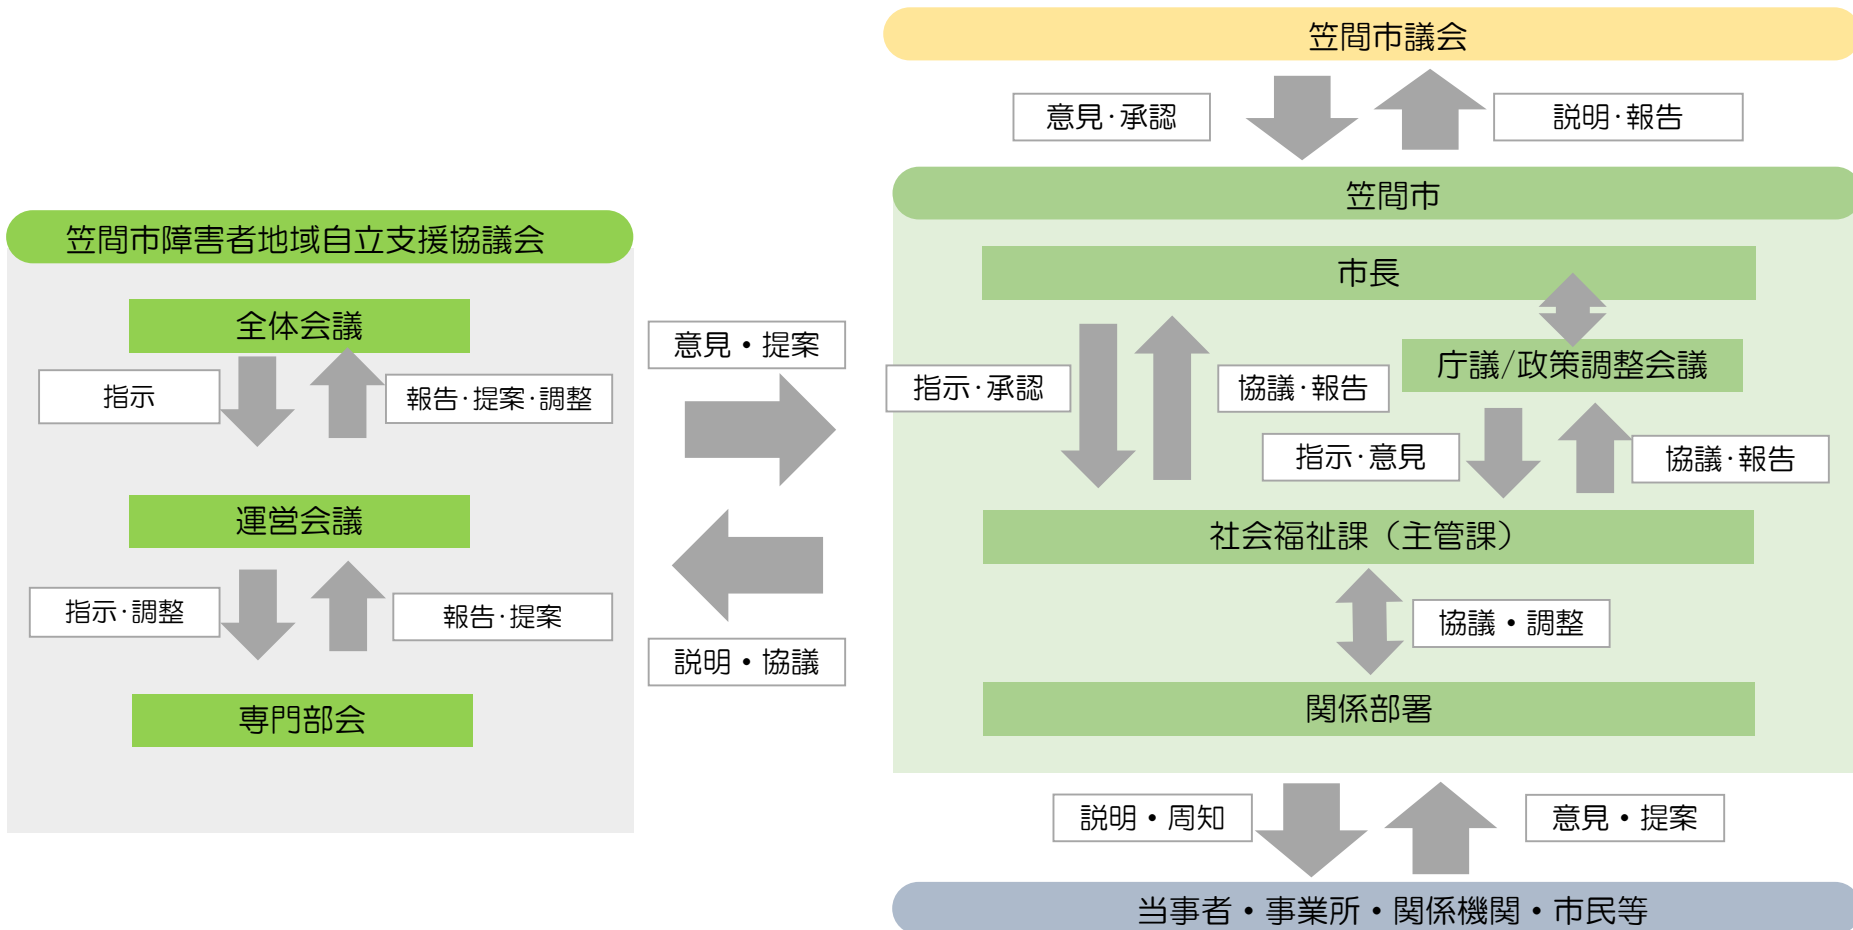 笠間市議会
意見･承認
説明･報告
笠間市
市長
庁議/政策調整会議
指示･承認
協議･報告
指示･意見
協議･報告
社会福祉課（主管課）
協議・調整
関係部署
笠間市障害者地域自立支援協議会
全体会議
指示
報告･提案･調整
運営会議
指示･調整
報告･提案
専門部会
意見・提案
説明・協議
説明・周知
意見・提案
当事者・事業所・関係機関・市民等